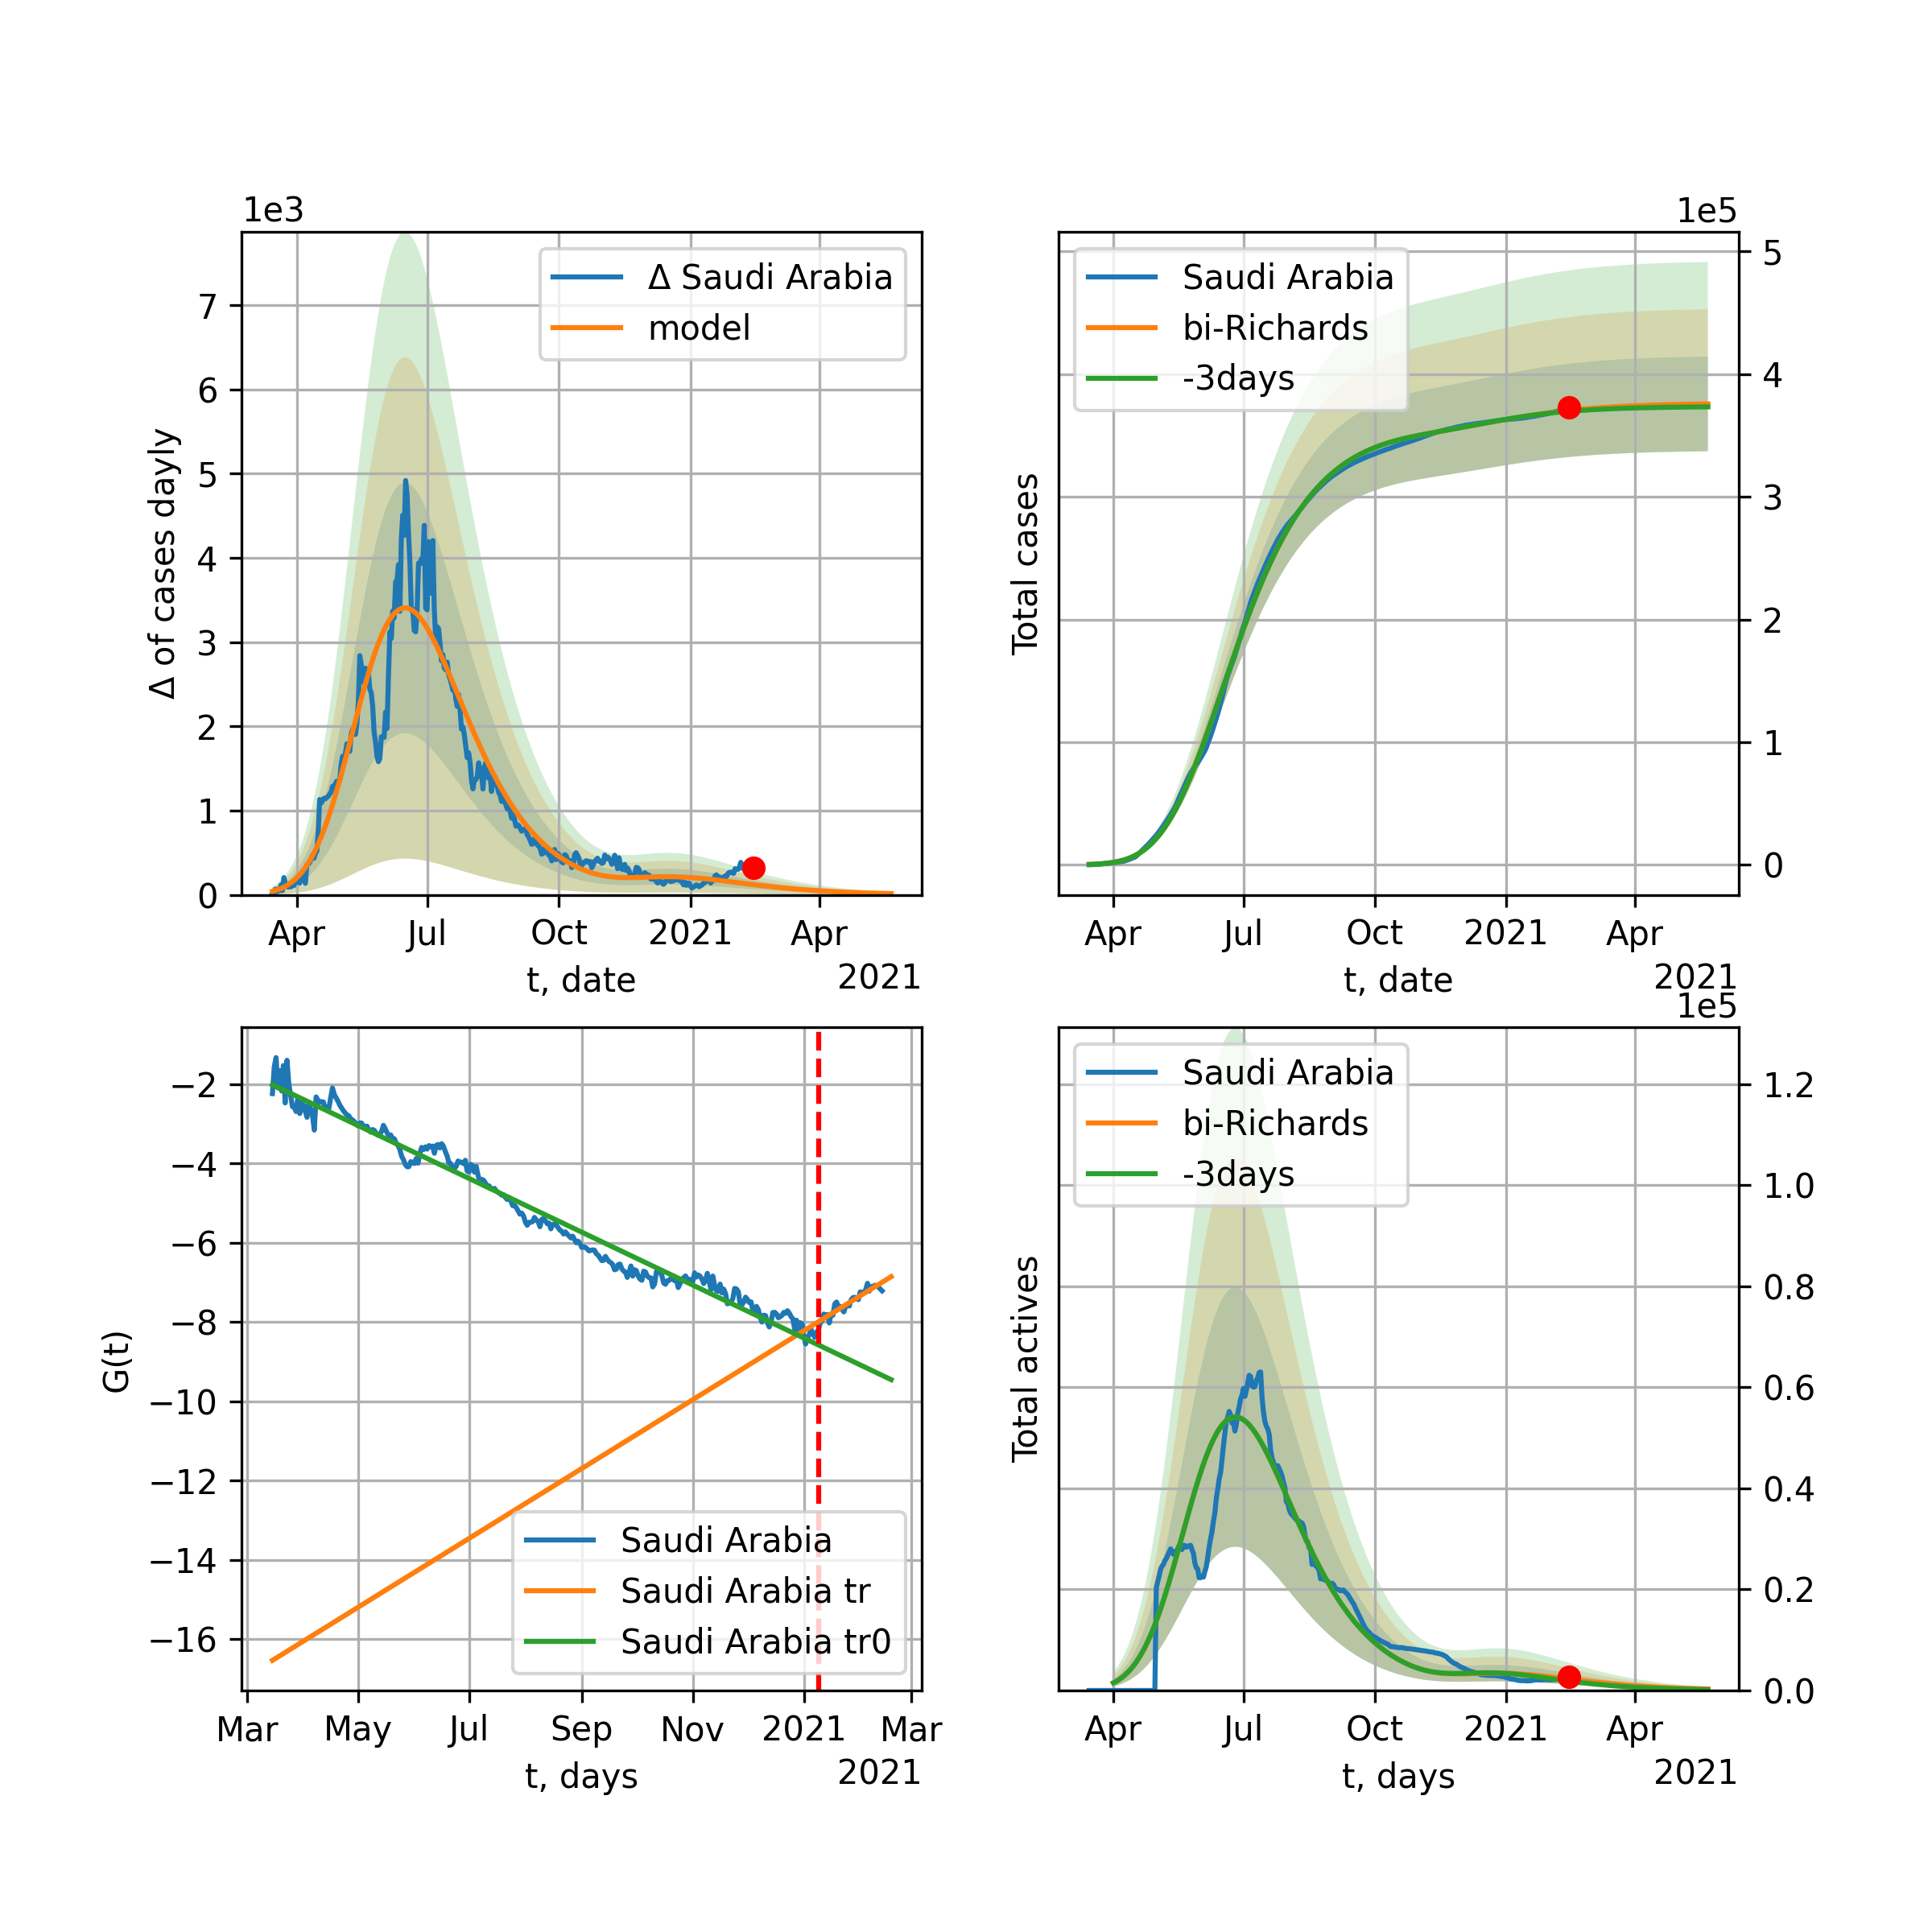 1e3
Δ of cases dayly
7
6
5
4
3
2
1
0
Δ Saudi Arabia
model
Apr Jul Oct 2021 Apr
t, date
2021
1e5
Total cases
Saudi Arabia
bi-Richards
-3days
5
4
3
2
1
0
Apr Jul Oct 2021 Apr
t, date
2021
G(t)
−2
−4
−6
−8
−10
−12
−14
−16
Saudi Arabia
Saudi Arabia tr
Saudi Arabia tr0
Mar May Jul Sep Nov 2021 Mar
t, days
2021
1e5
Total actives
Saudi Arabia
bi-Richards
-3days
1.2
1.0
0.8
0.6
0.4
0.2
0.0
Apr Jul Oct 2021 Apr
t, days
2021